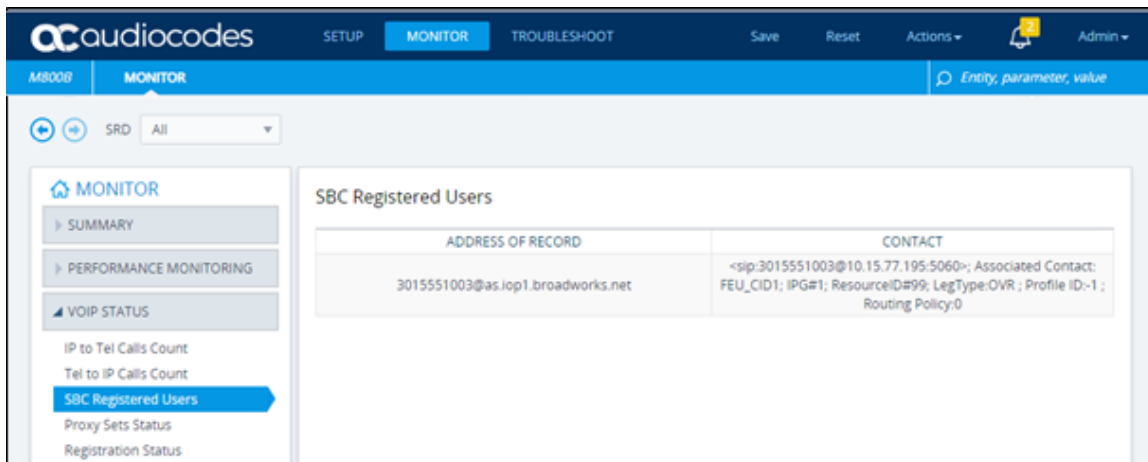 audiocodes
SETUP MONITOR TROUBLESHOOT Save Reset Actions 2 Admin
M800B MONITOR Entity, parameter, value
SRD All
MONITOR
SUMMARY
PERFORMANCE MONITORING
VOIP STATUS
IP to Tel Calls Count
Tel to IP Calls Count
SBC Registered Users
Proxy Sets Status
Registration Status
SBC Registered Users
ADDRESS OF RECORD CONTACT
3015551003@as.iop1.broadworks.net
<sip:3015551003@10.15.77.195:5060>; Associated Contact:
FEU_CID1; IPG#1; ResourceID#99; LegType:OVR ; Profile ID:-1 ;
Routing Policy:0